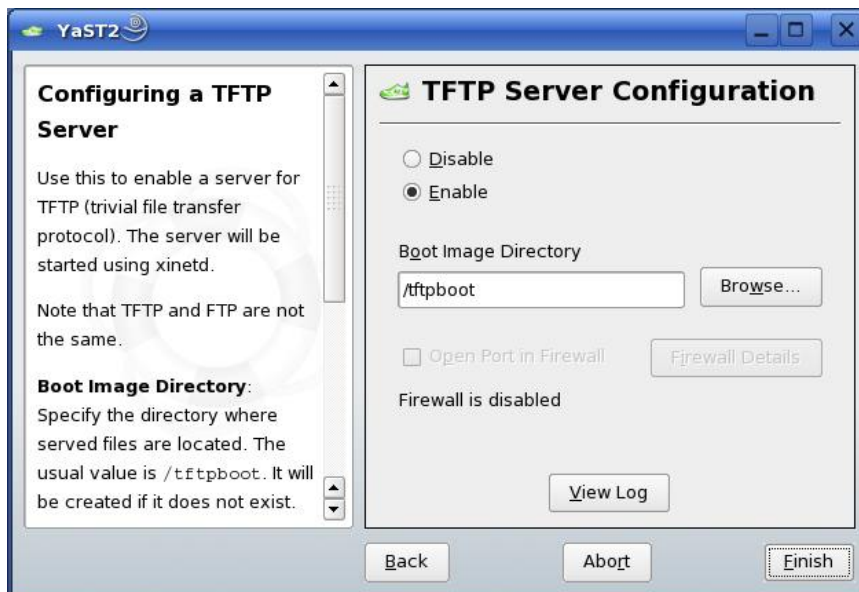 YaST2
Configuring a TFTP
Server
Use this to enable a server for
TFTP (trivial file transfer
protocol). The server will be
started using xinetd.
Note that TFTP and FTP are not
the same.
Boot Image Directory:
Specify the directory where
served files are located. The
usual value is /tftpboot. It will
be created if it does not exist.
TFTP Server Configuration
Disable
Enable
Boot Image Directory
/tftpboot
Browse...
Open Port in Firewall
Firewall Details
Firewall is disabled
View Log
Back
Abort
Finish